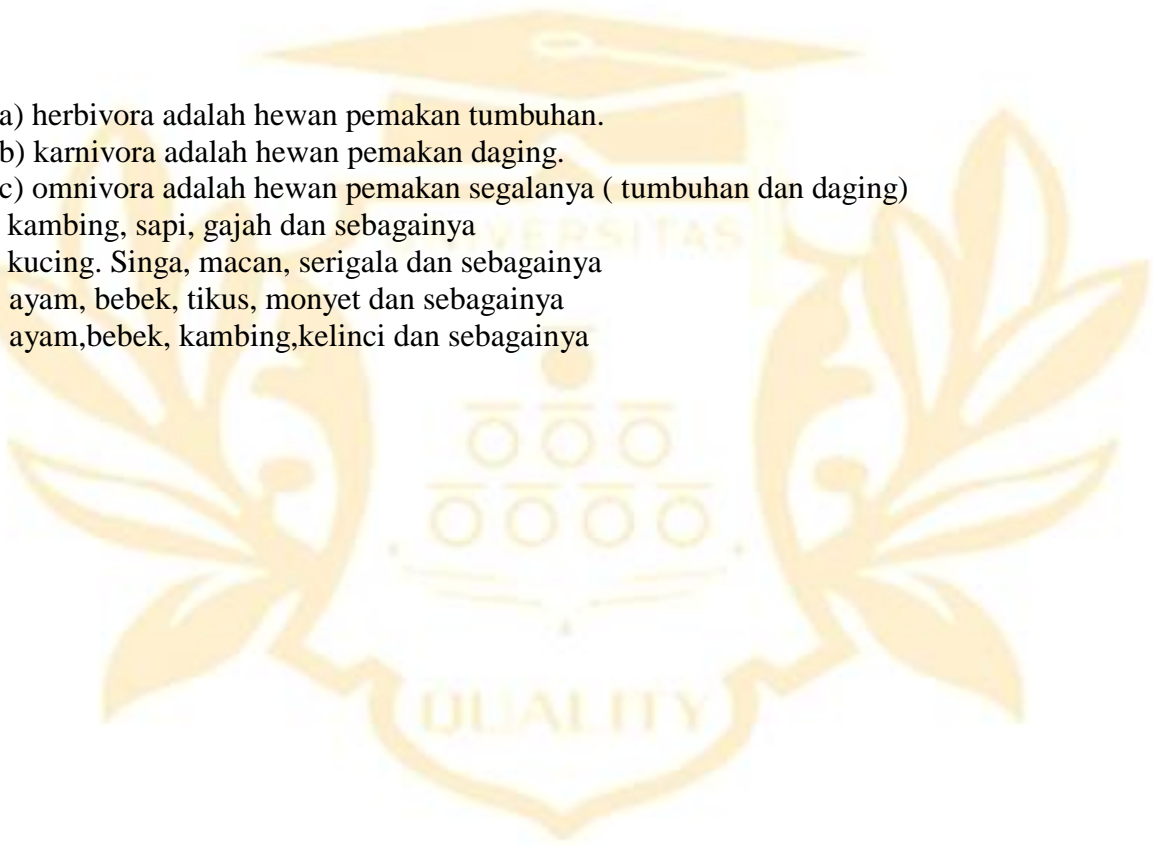 a) herbivora adalah hewan pemakan tumbuhan.
b) karnivora adalah hewan pemakan daging.
c) omnivora adalah hewan pemakan segalanya ( tumbuhan dan daging)
kambing, sapi, gajah dan sebagainya
kucing. Singa, macan, serigala dan sebagainya
ayam, bebek, tikus, monyet dan sebagainya
ayam,bebek, kambing,kelinci dan sebagainya
UNIVERSITAS
QUALITY